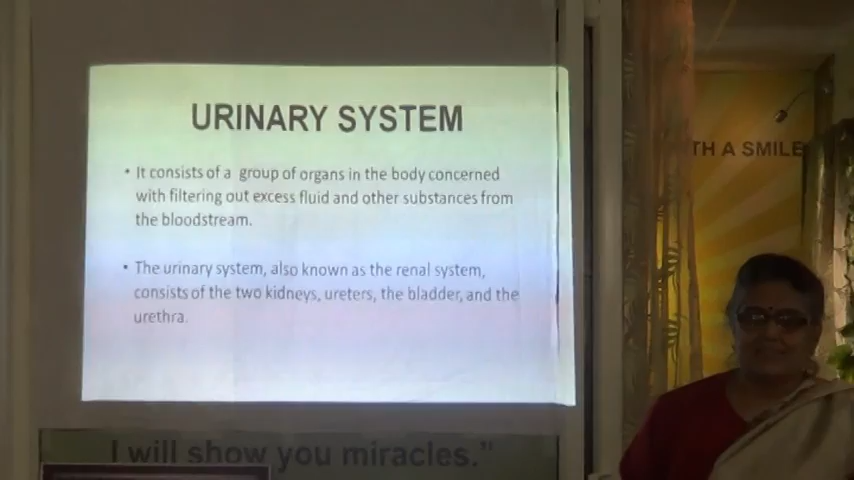 URINARY SYSTEM
• It consists of a group of organs in the body concerned
with filtering out excess fluid and other substances from
the bloodstream.
• The urinary system, also known as the renal system,
consists of the two kidneys, ureters, the bladder, and the
urethra.
TH A SMILE
I will show you miracles."